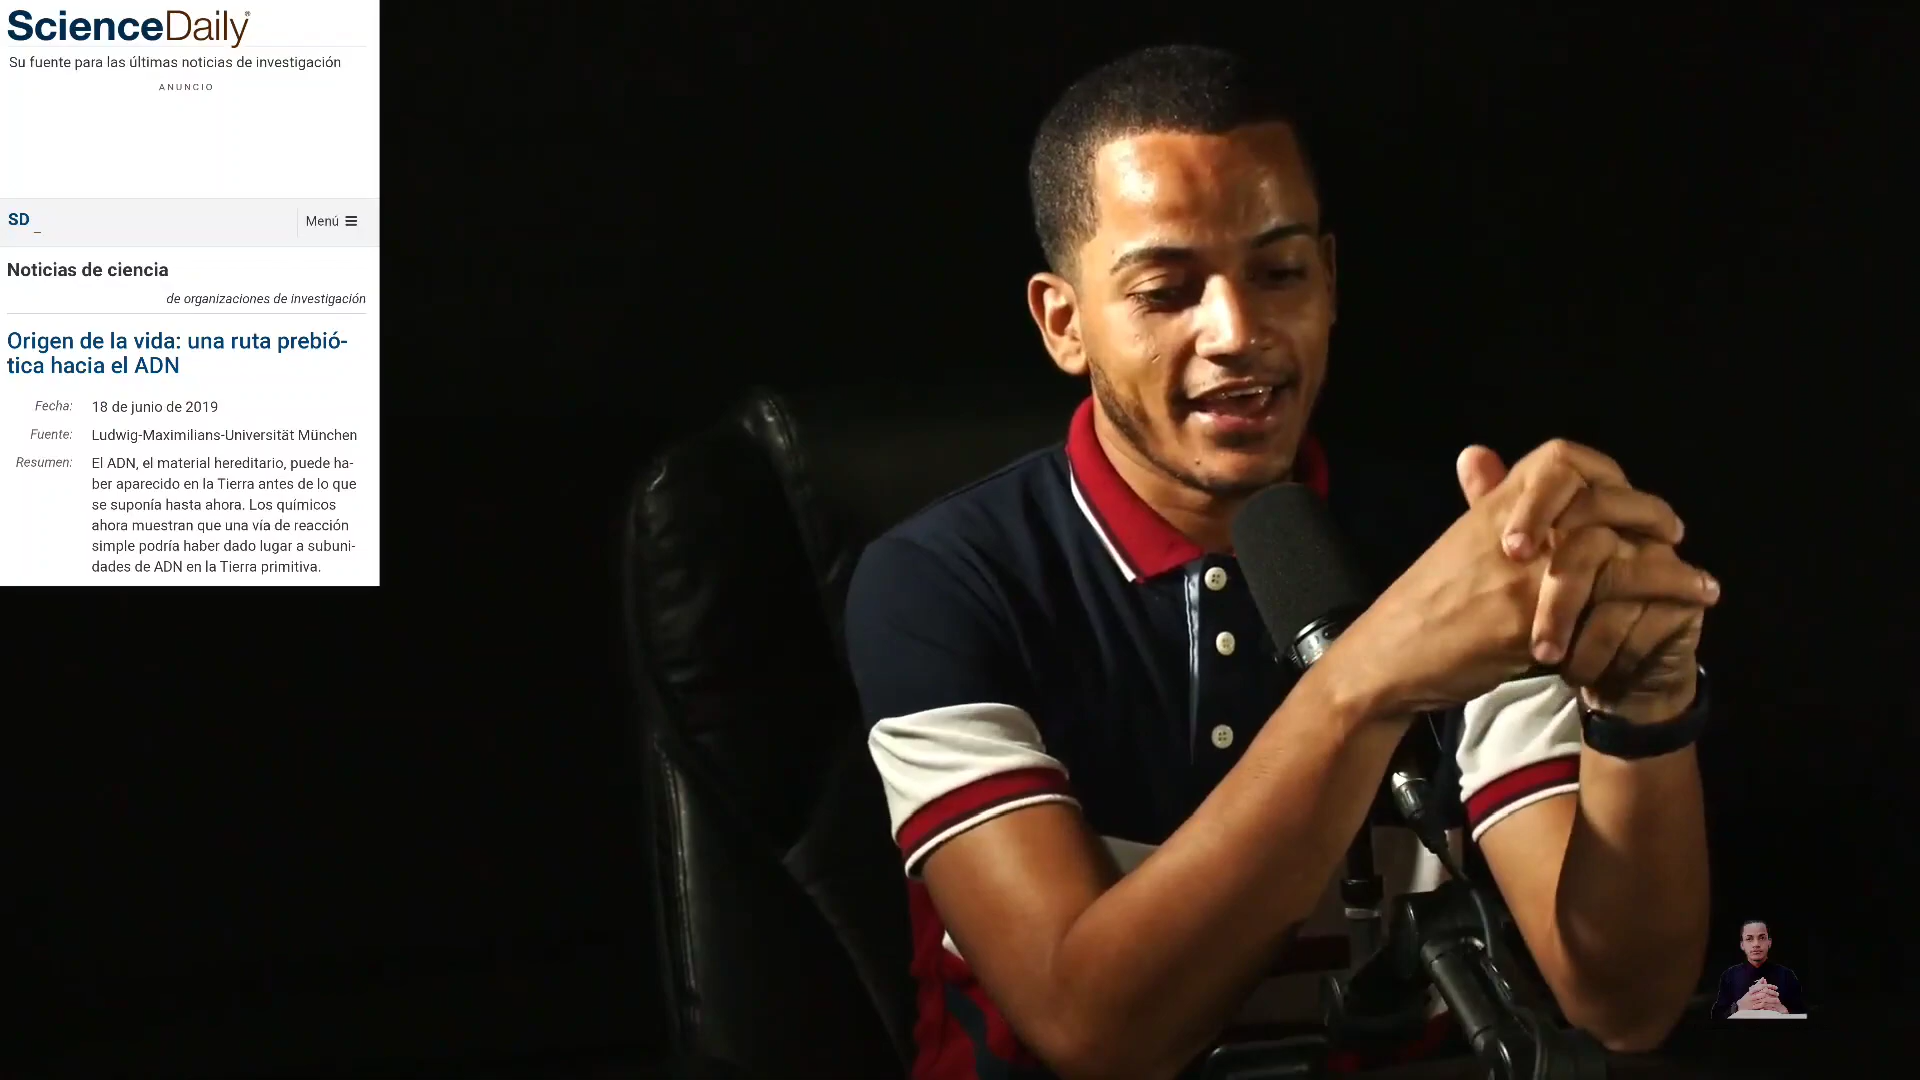 ScienceDaily®
Su fuente para las últimas noticias de investigación
ANUNCIO
SD _
Menú
Noticias de ciencia
de organizaciones de investigación
Origen de la vida: una ruta prebió-
tica hacia el ADN
Fecha: 18 de junio de 2019
Fuente: Ludwig-Maximilians-Universität München
Resumen: El ADN, el material hereditario, puede ha-
ber aparecido en la Tierra antes de lo que
se suponía hasta ahora. Los químicos
ahora muestran que una vía de reacción
simple podría haber dado lugar a subuni-
dades de ADN en la Tierra primitiva.